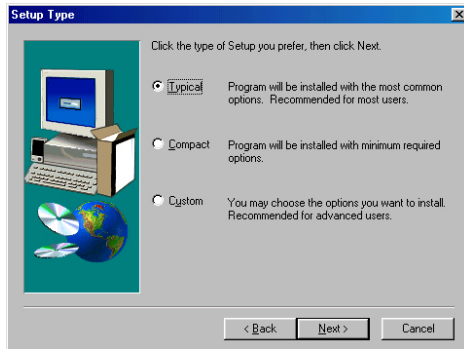 Setup Type
Click the type of Setup you prefer, then click Next.
Typical
Program will be installed with the most common
options. Recommended for most users.
Compact
Program will be installed with minimum required
options.
Custom
You may choose the options you want to install.
Recommended for advanced users.
< Back
Next >
Cancel